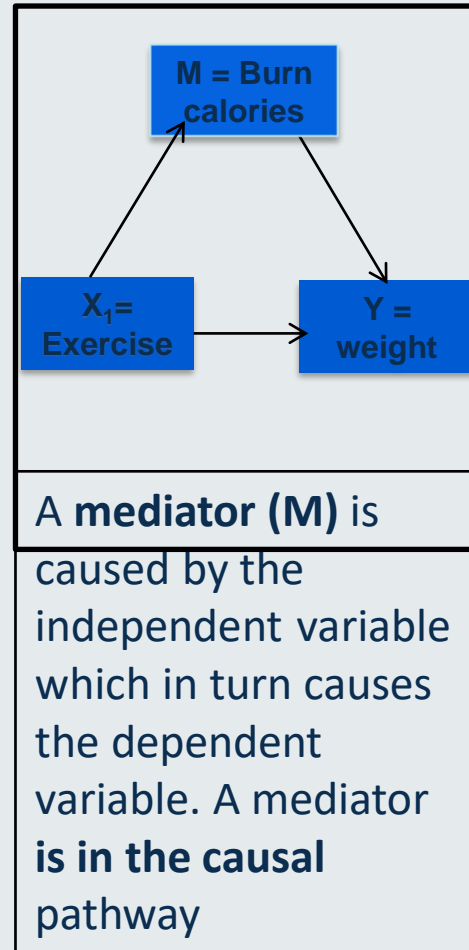 M = Burn
calories
X₁=
Exercise
Y =
weight
A mediator (M) is
caused by the
independent variable
which in turn causes
the dependent
variable. A mediator
is in the causal
pathway